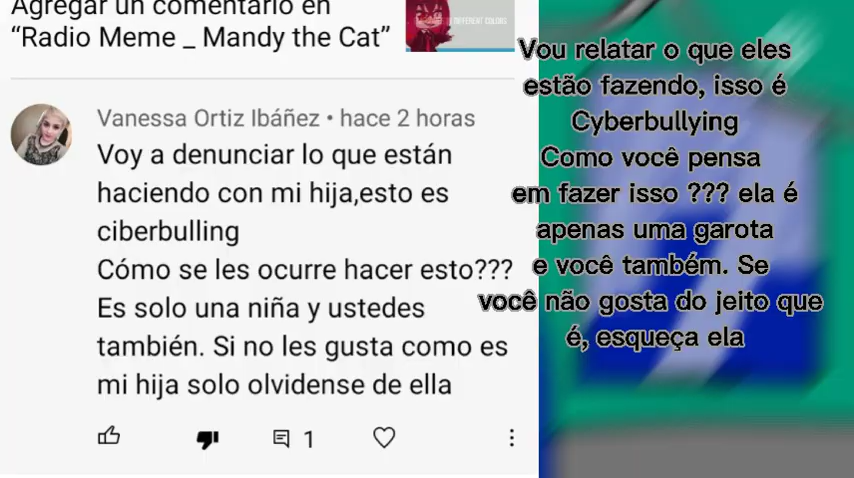 Agregar un comentario en
“Radio Meme _ Mandy the Cat”
DIFFERENT COLORS
Vanessa Ortiz Ibáñez • hace 2 horas
Voy a denunciar lo que están
haciendo con mi hija,esto es
ciberbulling
Cómo se les ocurre hacer esto???
Es solo una niña y ustedes
también. Si no les gusta como es
mi hija solo olvidense de ella
1
Vou relatar o que eles
estão fazendo, isso é
Cyberbullying
Como você pensa
em fazer isso ??? ela é
apenas uma garota
e você também. Se
você não gosta do jeito que
é, esqueça ela